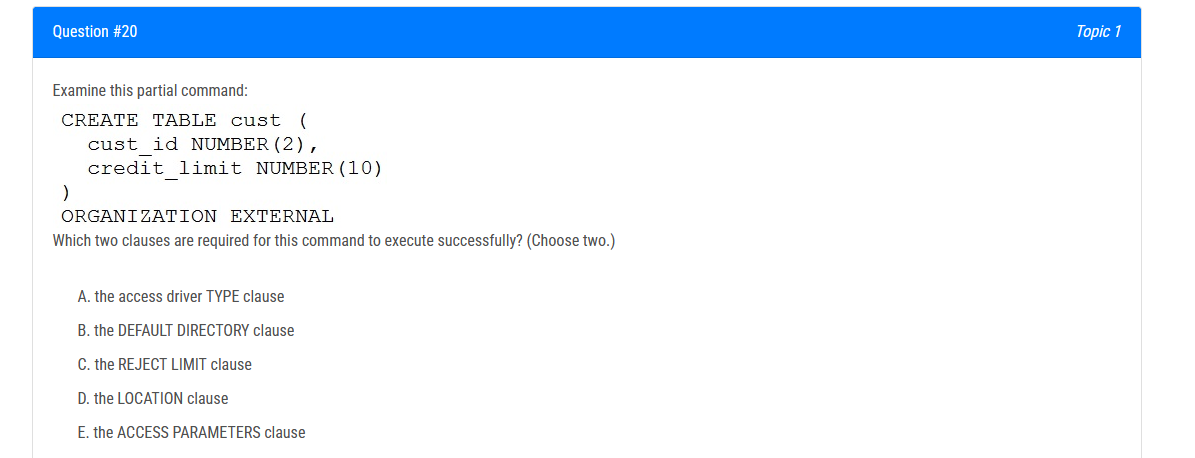 Question #20
Topic 1
Examine this partial command:
CREATE TABLE cust (
cust_id NUMBER(2),
credit_limit NUMBER(10)
)
ORGANIZATION EXTERNAL
Which two clauses are required for this command to execute successfully? (Choose two.)
A. the access driver TYPE clause
B. the DEFAULT DIRECTORY clause
C. the REJECT LIMIT clause
D. the LOCATION clause
E. the ACCESS PARAMETERS clause